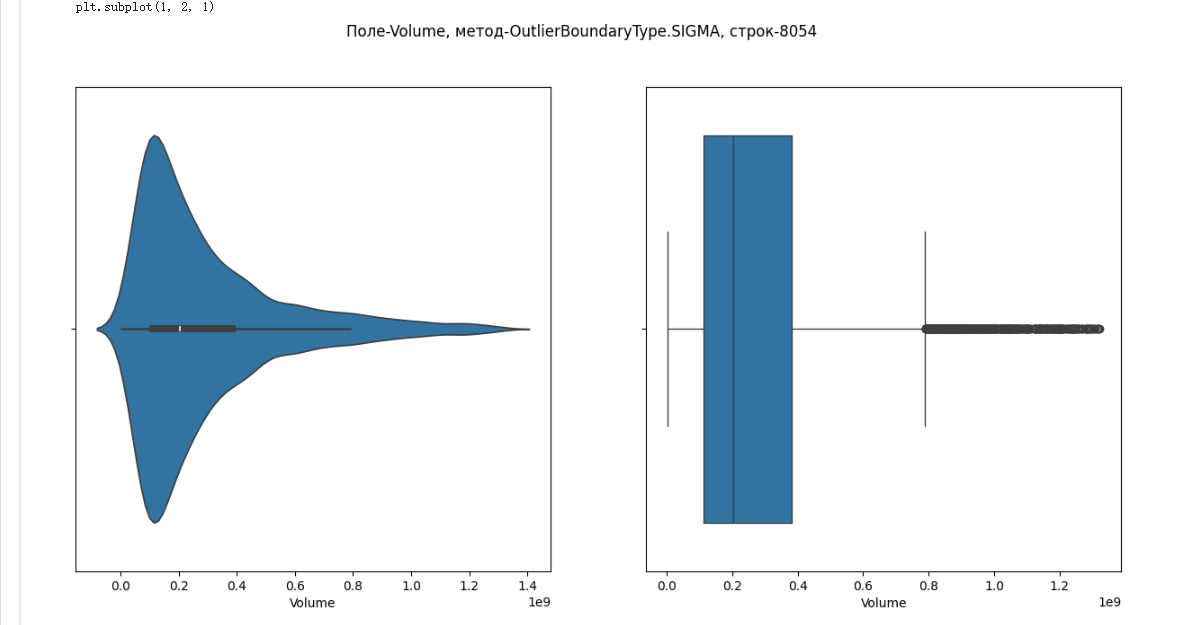 plt.subplot(1, 2, 1)
Поле-Volume, метод-OutlierBoundaryType.SIGMA, строк-8054
0.0 0.2 0.4 0.6 0.8 1.0 1.2 1.4
1e9
Volume
0.0 0.2 0.4 0.6 0.8 1.0 1.2
1e9
Volume